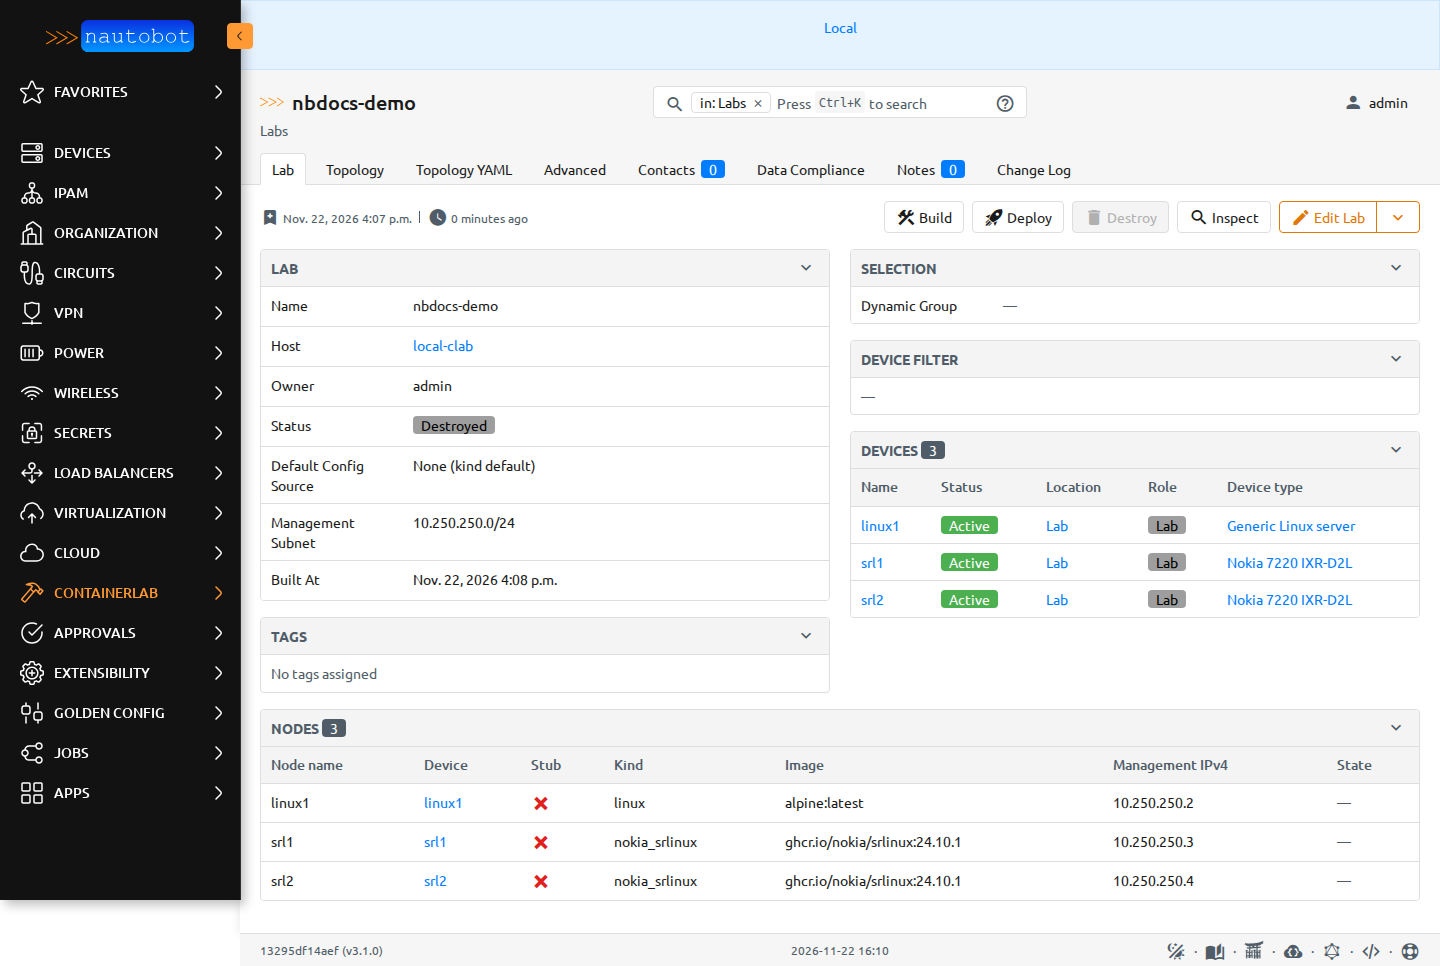 nautobot
Local
FAVORITES
DEVICES
IPAM
ORGANIZATION
CIRCUITS
VPN
POWER
WIRELESS
SECRETS
LOAD BALANCERS
VIRTUALIZATION
CLOUD
CONTAINERLAB
APPROVALS
EXTENSIBILITY
GOLDEN CONFIG
JOBS
APPS
>>> nbdocs-demo
in: Labs × Press Ctrl+K to search
admin
Labs
Lab Topology Topology YAML Advanced Contacts 0 Data Compliance Notes 0 Change Log
Nov. 22, 2026 4:07 p.m. | 0 minutes ago
Build Deploy Destroy Inspect Edit Lab
LAB
Name nbdocs-demo
Host local-clab
Owner admin
Status Destroyed
Default Config Source None (kind default)
Management Subnet 10.250.250.0/24
Built At Nov. 22, 2026 4:08 p.m.
TAGS
No tags assigned
SELECTION
Dynamic Group —
DEVICE FILTER
—
DEVICES 3
Name Status Location Role Device type
linux1 Active Lab Lab Generic Linux server
srl1 Active Lab Lab Nokia 7220 IXR-D2L
srl2 Active Lab Lab Nokia 7220 IXR-D2L
NODES 3
Node name Device Stub Kind Image Management IPv4 State
linux1 linux1 linux alpine:latest 10.250.250.2 —
srl1 srl1 nokia_srlinux ghcr.io/nokia/srlinux:24.10.1 10.250.250.3 —
srl2 srl2 nokia_srlinux ghcr.io/nokia/srlinux:24.10.1 10.250.250.4 —
13295df14aef (v3.1.0) 2026-11-22 16:10